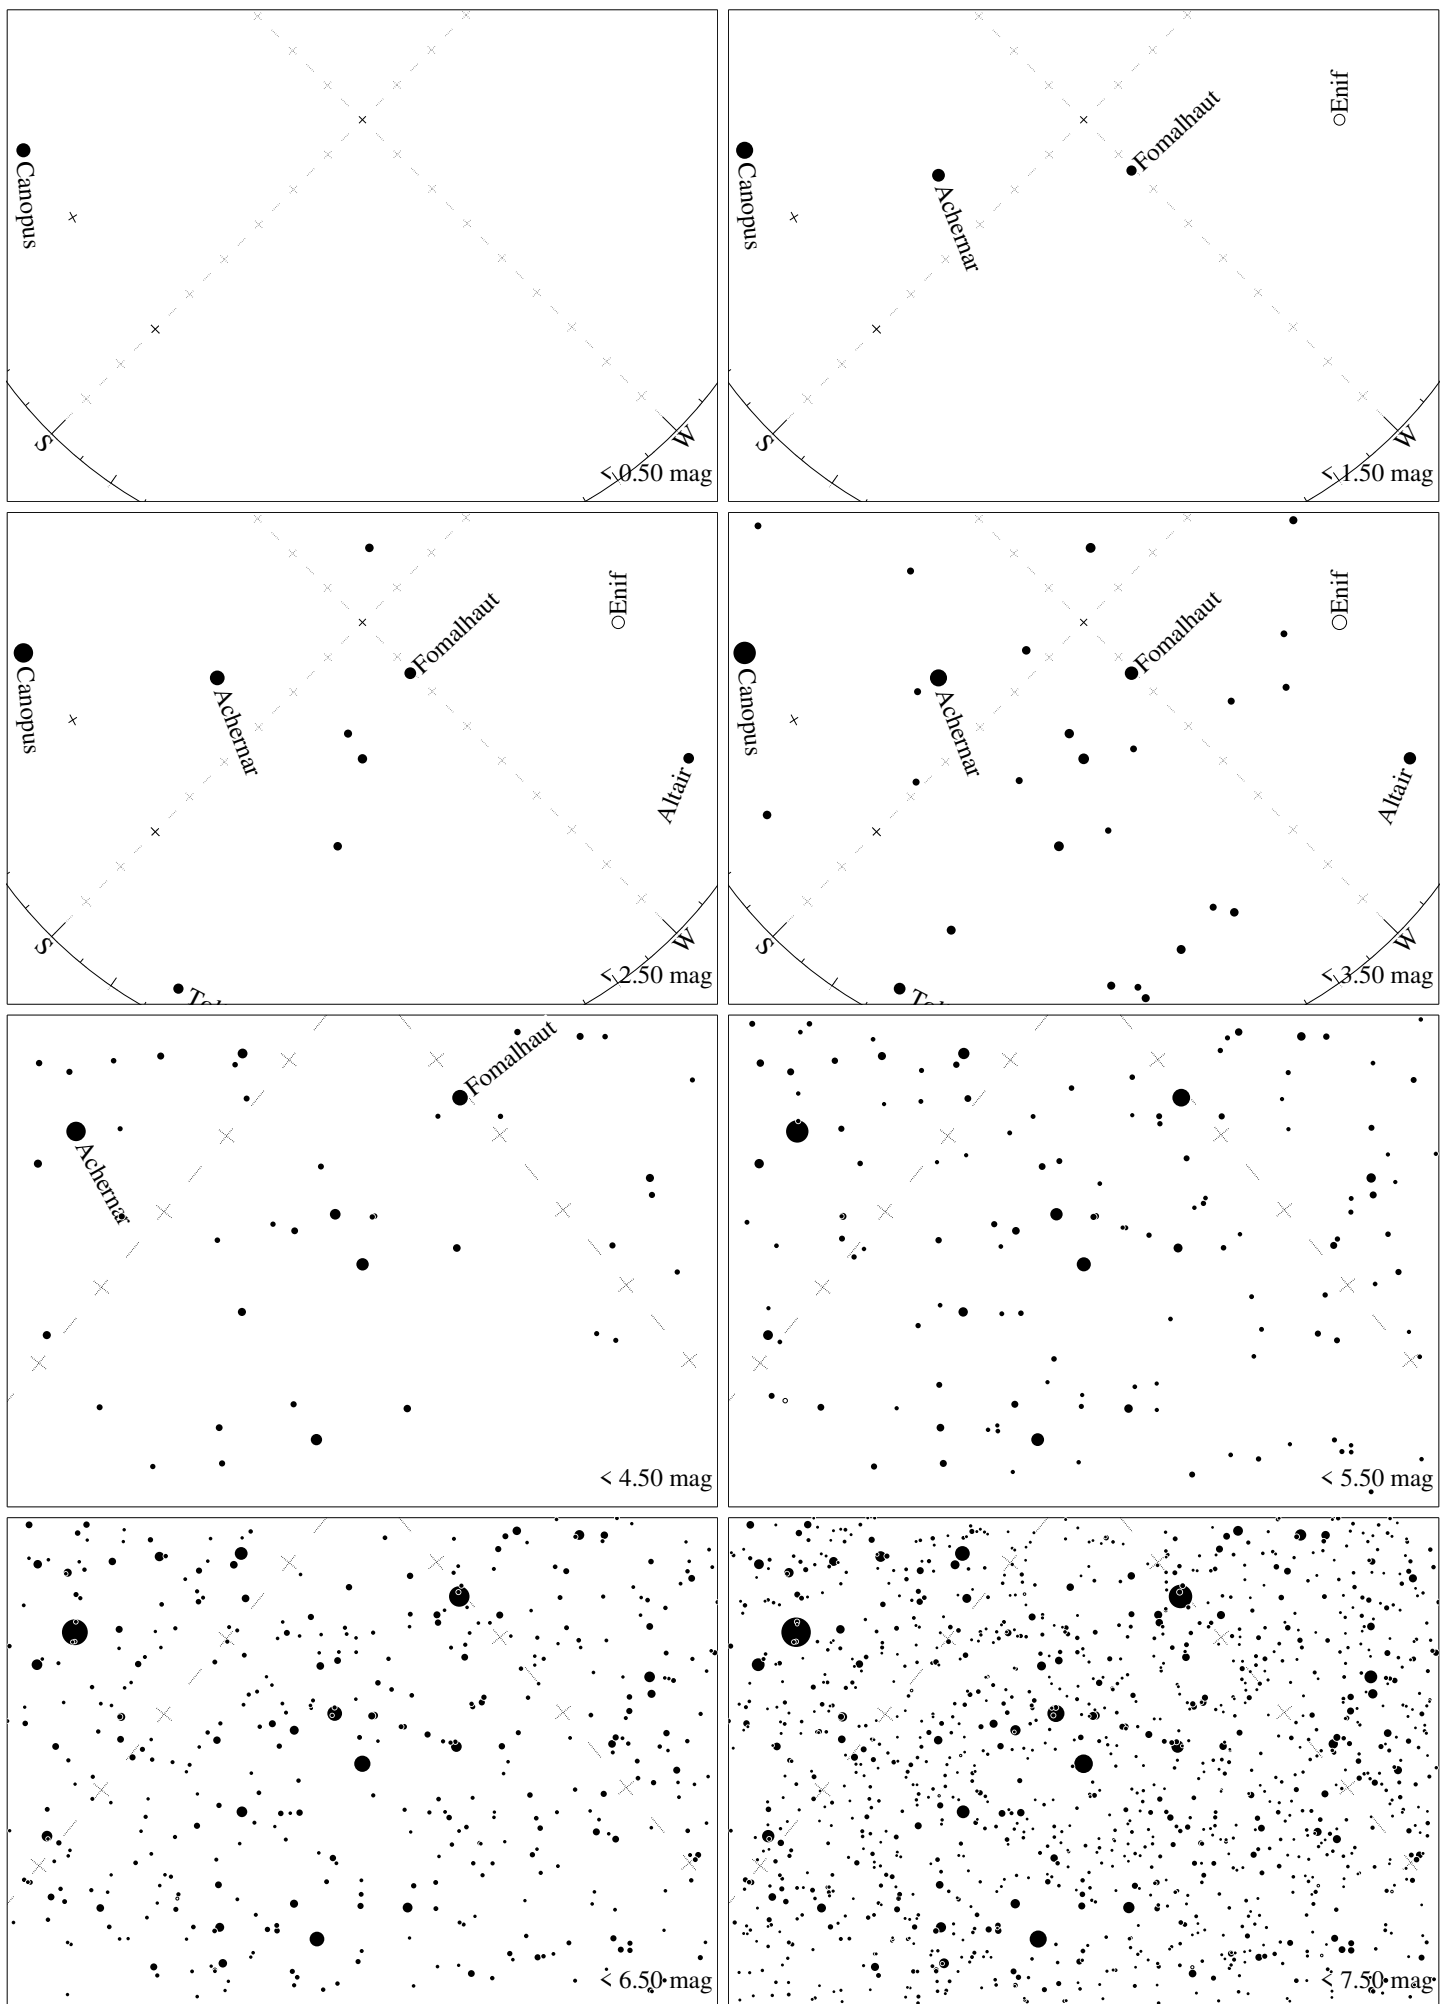 Canopus
S
W
< 0.50 mag
Canopus
Achernar
Fomalhaut
Enif
S
W
< 1.50 mag
Canopus
Achernar
Fomalhaut
Enif
Altair
S
W
< 2.50 mag
Canopus
Achernar
Fomalhaut
Enif
Altair
S
W
< 3.50 mag
Fomalhaut
Achernar
< 4.50 mag
< 5.50 mag
< 6.50 mag
< 7.50 mag